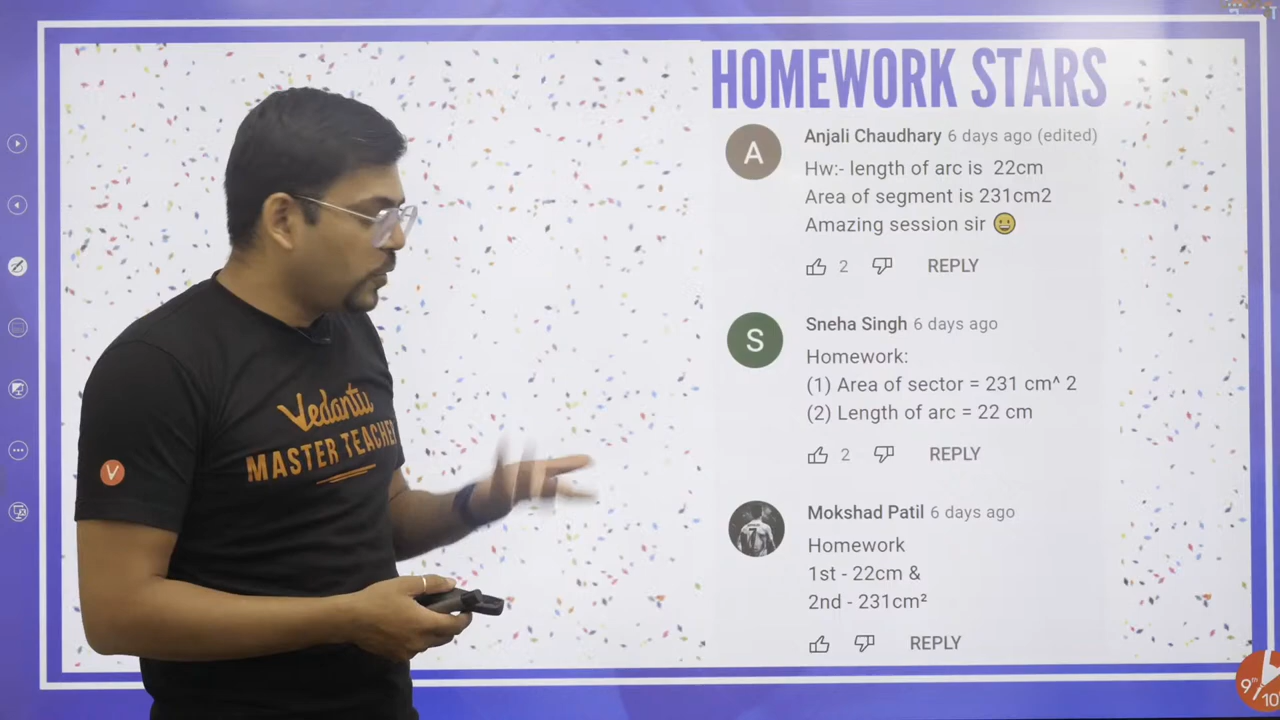 HOMEWORK STARS
A
Anjali Chaudhary 6 days ago (edited)
Hw:- length of arc is 22cm
Area of segment is 231cm2
Amazing session sir 😀
2 REPLY
S
Sneha Singh 6 days ago
Homework:
(1) Area of sector = 231 cm^ 2
(2) Length of arc = 22 cm
2 REPLY
7
Mokshad Patil 6 days ago
Homework
1st - 22cm &
2nd - 231cm²
REPLY
Vedantu
MASTER TEACHER
V
9th
10